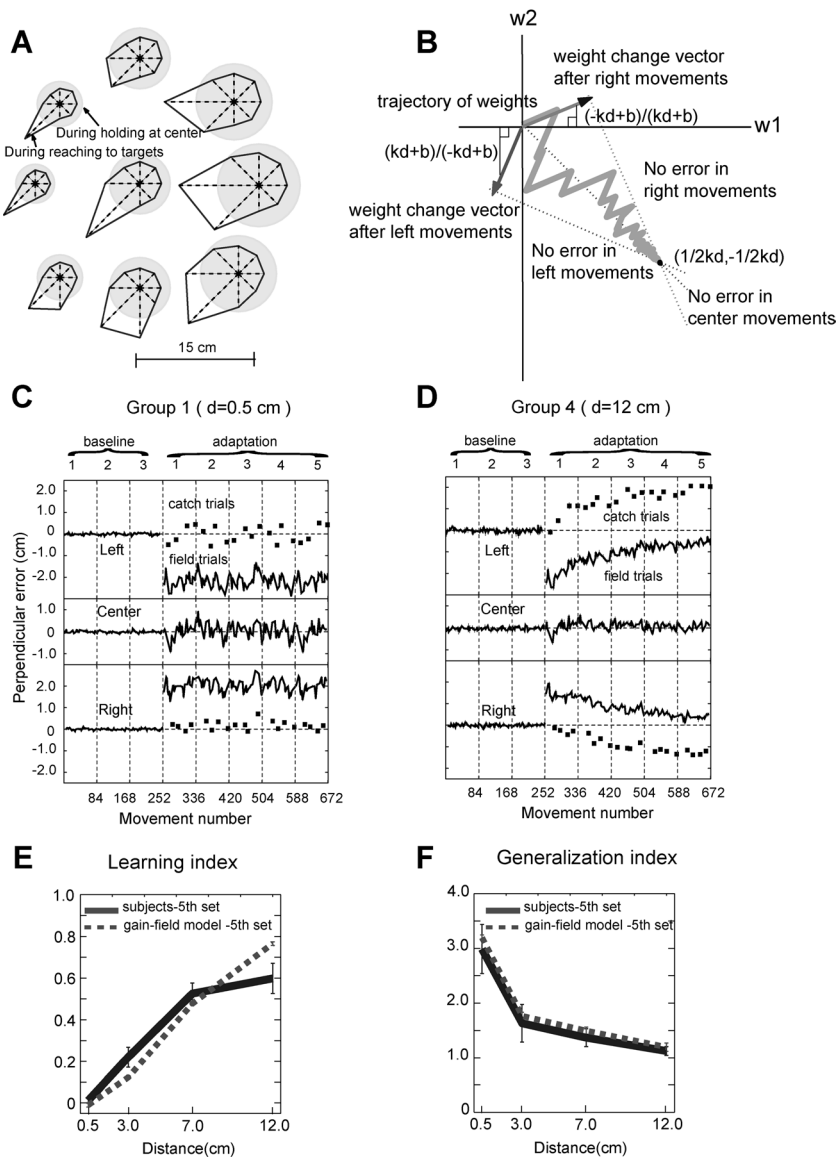 A
During holding at center
During reaching to targets
15 cm
B
w2
weight change vector
after right movements
trajectory of weights
(-kd+b)/(kd+b)
w1
(kd+b)/(-kd+b)
No error in
right movements
weight change vector
after left movements
No error in
left movements
(1/2kd,-1/2kd)
No error in
center movements
C
Group 1 ( d=0.5 cm )
baseline
adaptation
1 2 3 1 2 3 4 5
Perpendicular error (cm)
2.0
catch trials
1.0
0
Left
-1.0
field trials
-2.0
1.0
Center
0
-1.0
2.0
1.0
Right
0
-1.0
-2.0
84 168 252 336 420 504 588 672
Movement number
D
Group 4 ( d=12 cm )
baseline
adaptation
1 2 3 1 2 3 4 5
catch trials
Left
field trials
Center
Right
84 168 252 336 420 504 588 672
Movement number
E
Learning index
1.0
subjects-5th set
gain-field model -5th set
0.8
0.6
0.4
0.2
0
0.5 3.0 7.0 12.0
Distance(cm)
F
Generalization index
4.0
subjects-5th set
gain-field model -5th set
3.0
2.0
1.0
0
0.5 3.0 7.0 12.0
Distance(cm)